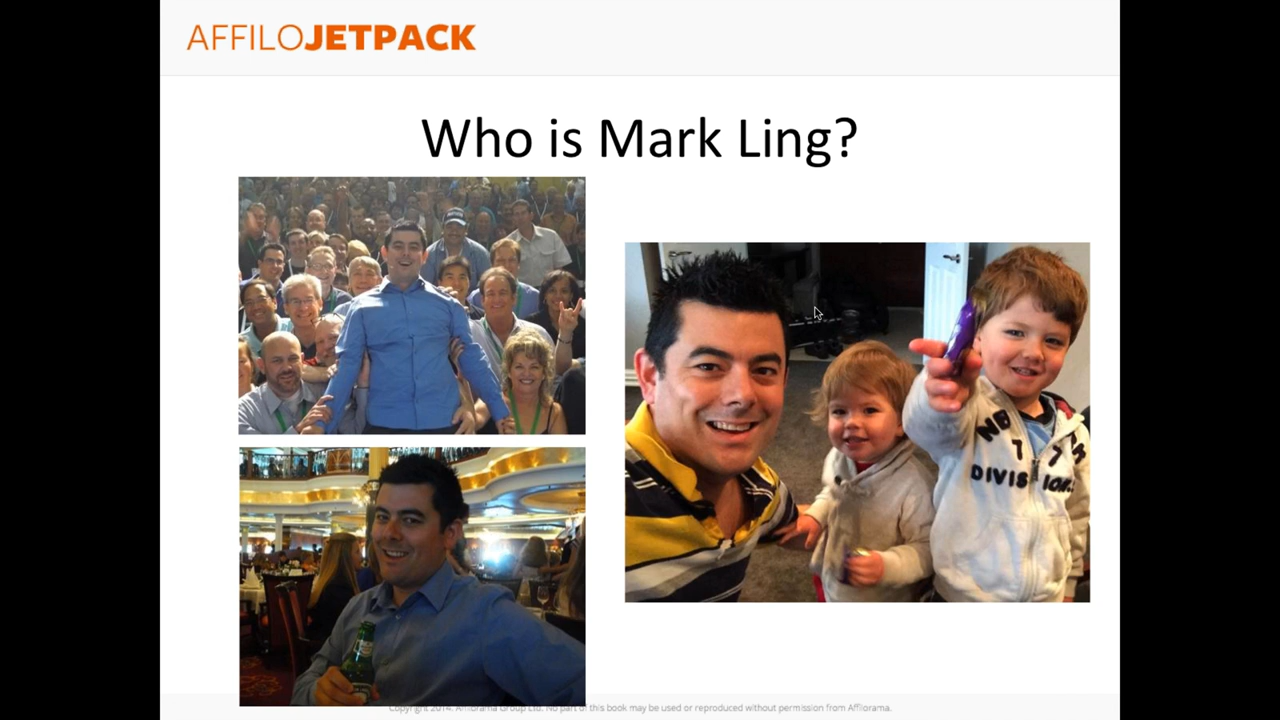 AFFILOJETPACK
Who is Mark Ling?
DIVISION
Copyright 2014. Affilorama Group Ltd. No part of this book may be used or reproduced without permission from Affilorama.